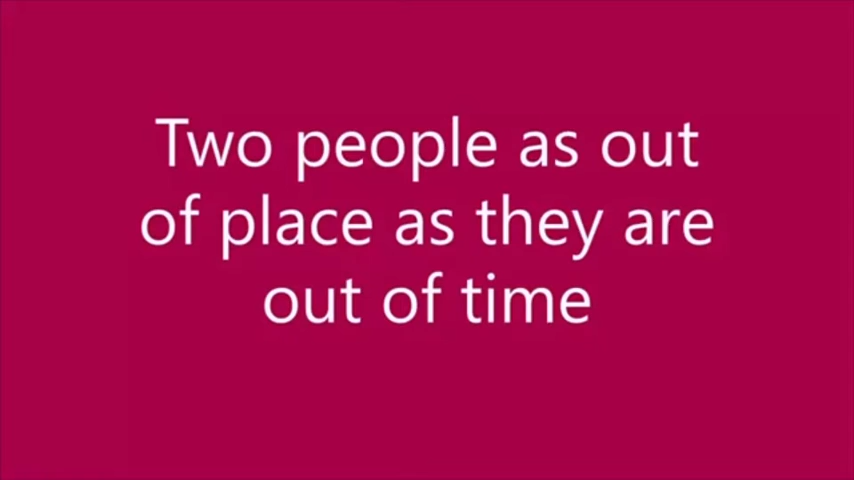 Two people as out
of place as they are
out of time